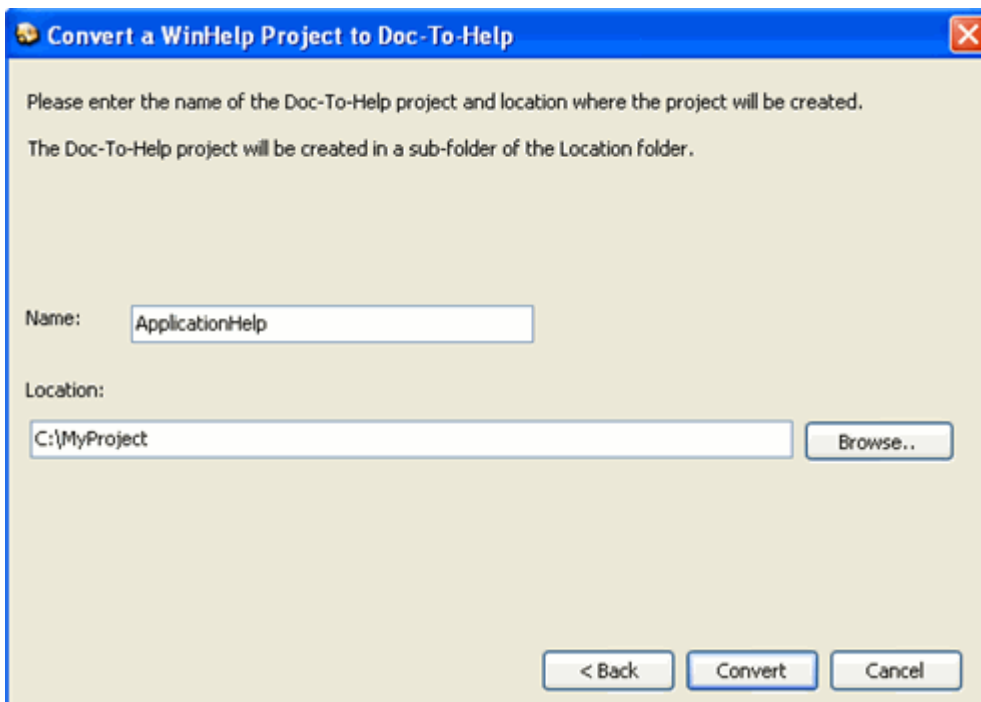 Convert a WinHelp Project to Doc-To-Help
Please enter the name of the Doc-To-Help project and location where the project will be created.
The Doc-To-Help project will be created in a sub-folder of the Location folder.
Name: ApplicationHelp
Location:
C:\MyProject Browse..
< Back Convert Cancel